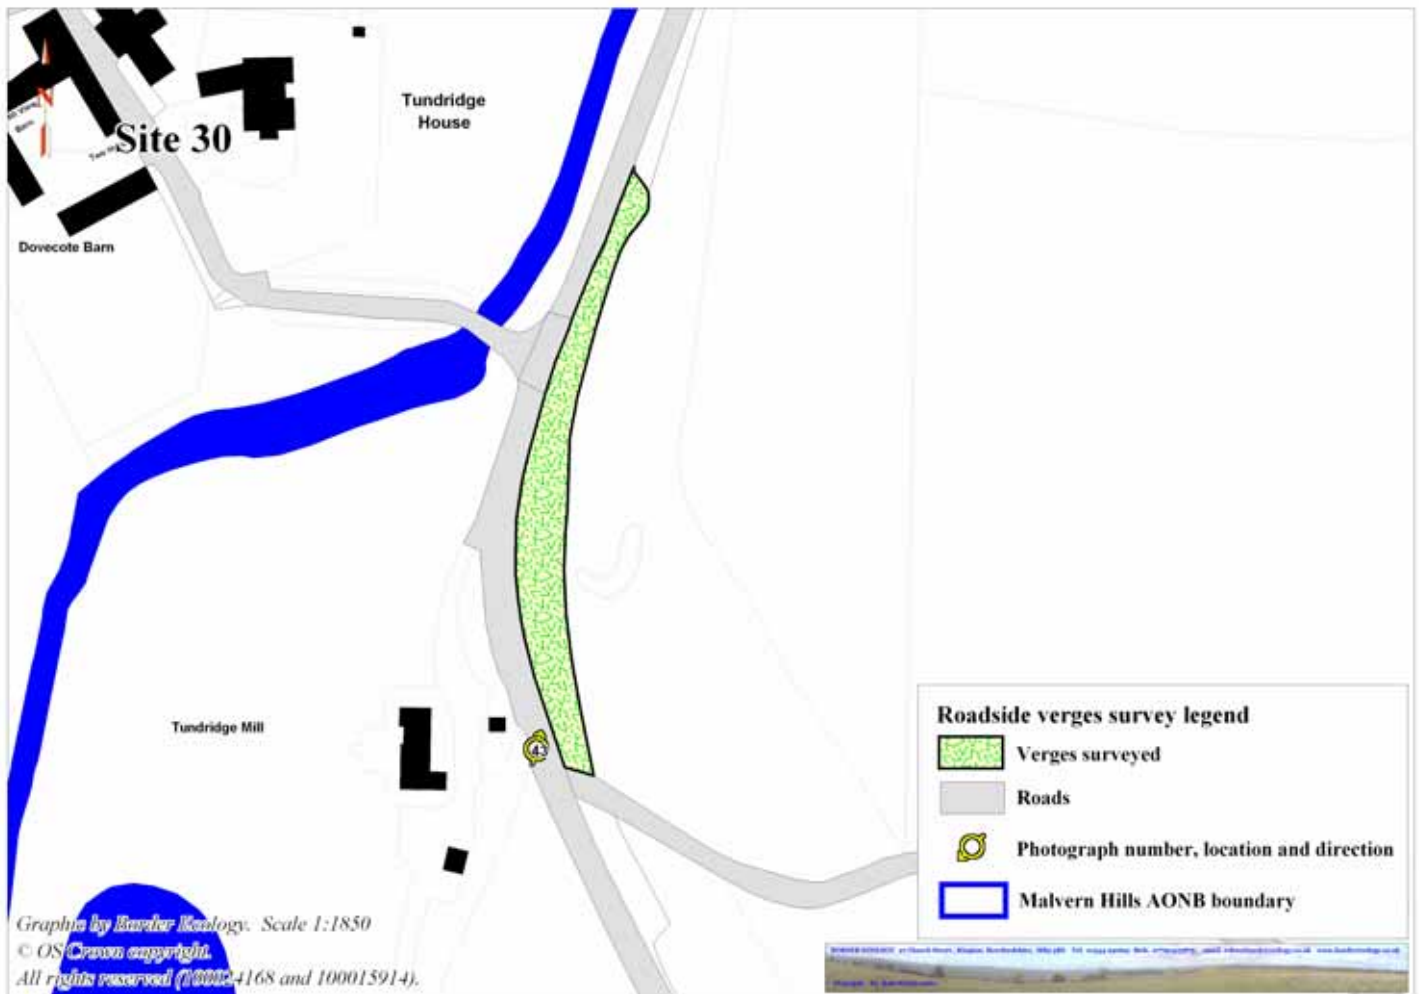 Tundridge
House
N
Barn
Site 30
Dovecote Barn
Tundridge Mill
43
Roadside verges survey legend
Verges surveyed
Roads
Photograph number, location and direction
Malvern Hills AONB boundary
Graphic by Border Ecology. Scale 1:1850
© OS Crown copyright.
All rights reserved (100024168 and 100015914).